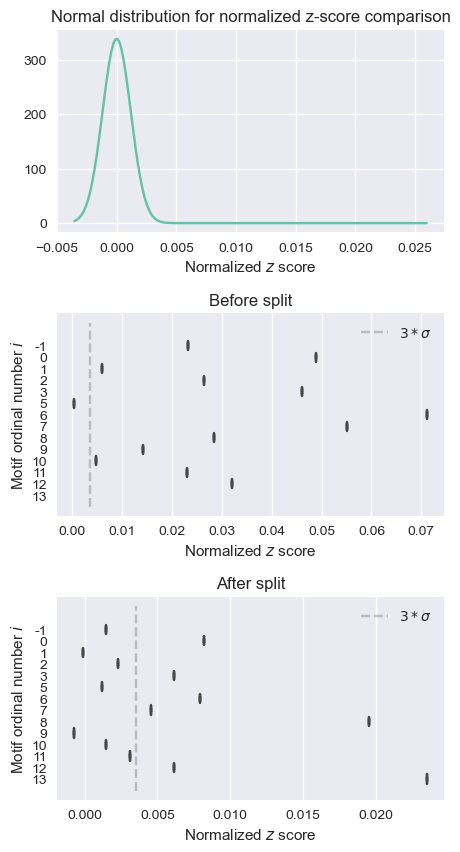 Normal distribution for normalized z-score comparison
300
200
100
0
−0.005 0.000 0.005 0.010 0.015 0.020 0.025
Normalized z score
Before split
3 * σ
Motif ordinal number i
-1
0
1
2
3
5
6
7
8
9
10
11
12
13
0.00 0.01 0.02 0.03 0.04 0.05 0.06 0.07
Normalized z score
After split
3 * σ
Motif ordinal number i
-1
0
1
2
3
5
6
7
8
9
10
11
12
13
0.000 0.005 0.010 0.015 0.020
Normalized z score